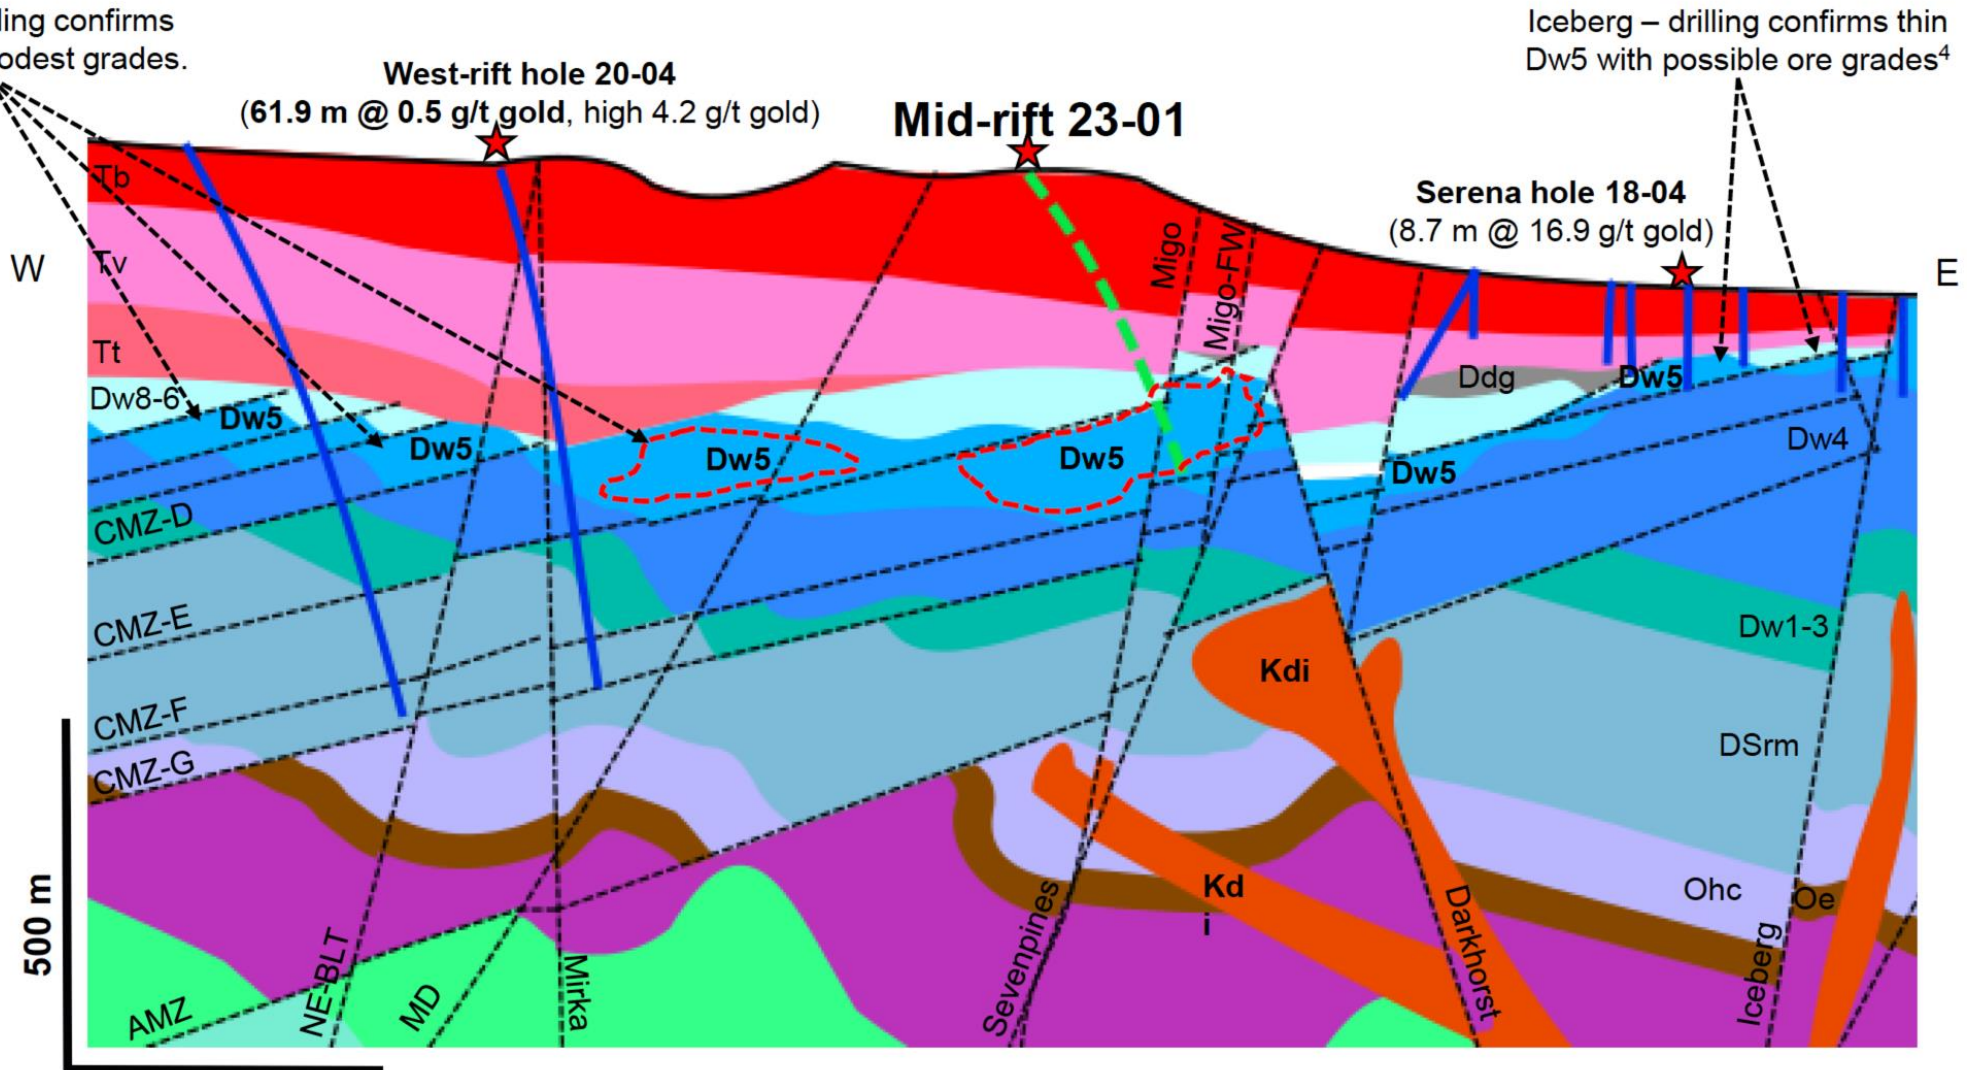 ling confirms
odest grades.
West-rift hole 20-04
(61.9 m @ 0.5 g/t gold, high 4.2 g/t gold)
Mid-rift 23-01
Iceberg – drilling confirms thin
Dw5 with possible ore grades⁴
Serena hole 18-04
(8.7 m @ 16.9 g/t gold)
W
E
Tb
Tv
Tt
Dw8-6
Dw5
Dw5
Dw5
Dw5
Migo
Migo-FW
Ddg
Dw5
Dw5
Dw4
CMZ-D
CMZ-E
CMZ-F
CMZ-G
Dw1-3
Kdi
DSrm
Kd
i
Ohc
Oe
500 m
AMZ
NE-BLT
MD
Mirka
Sevenpines
Darkhorst
Iceberg